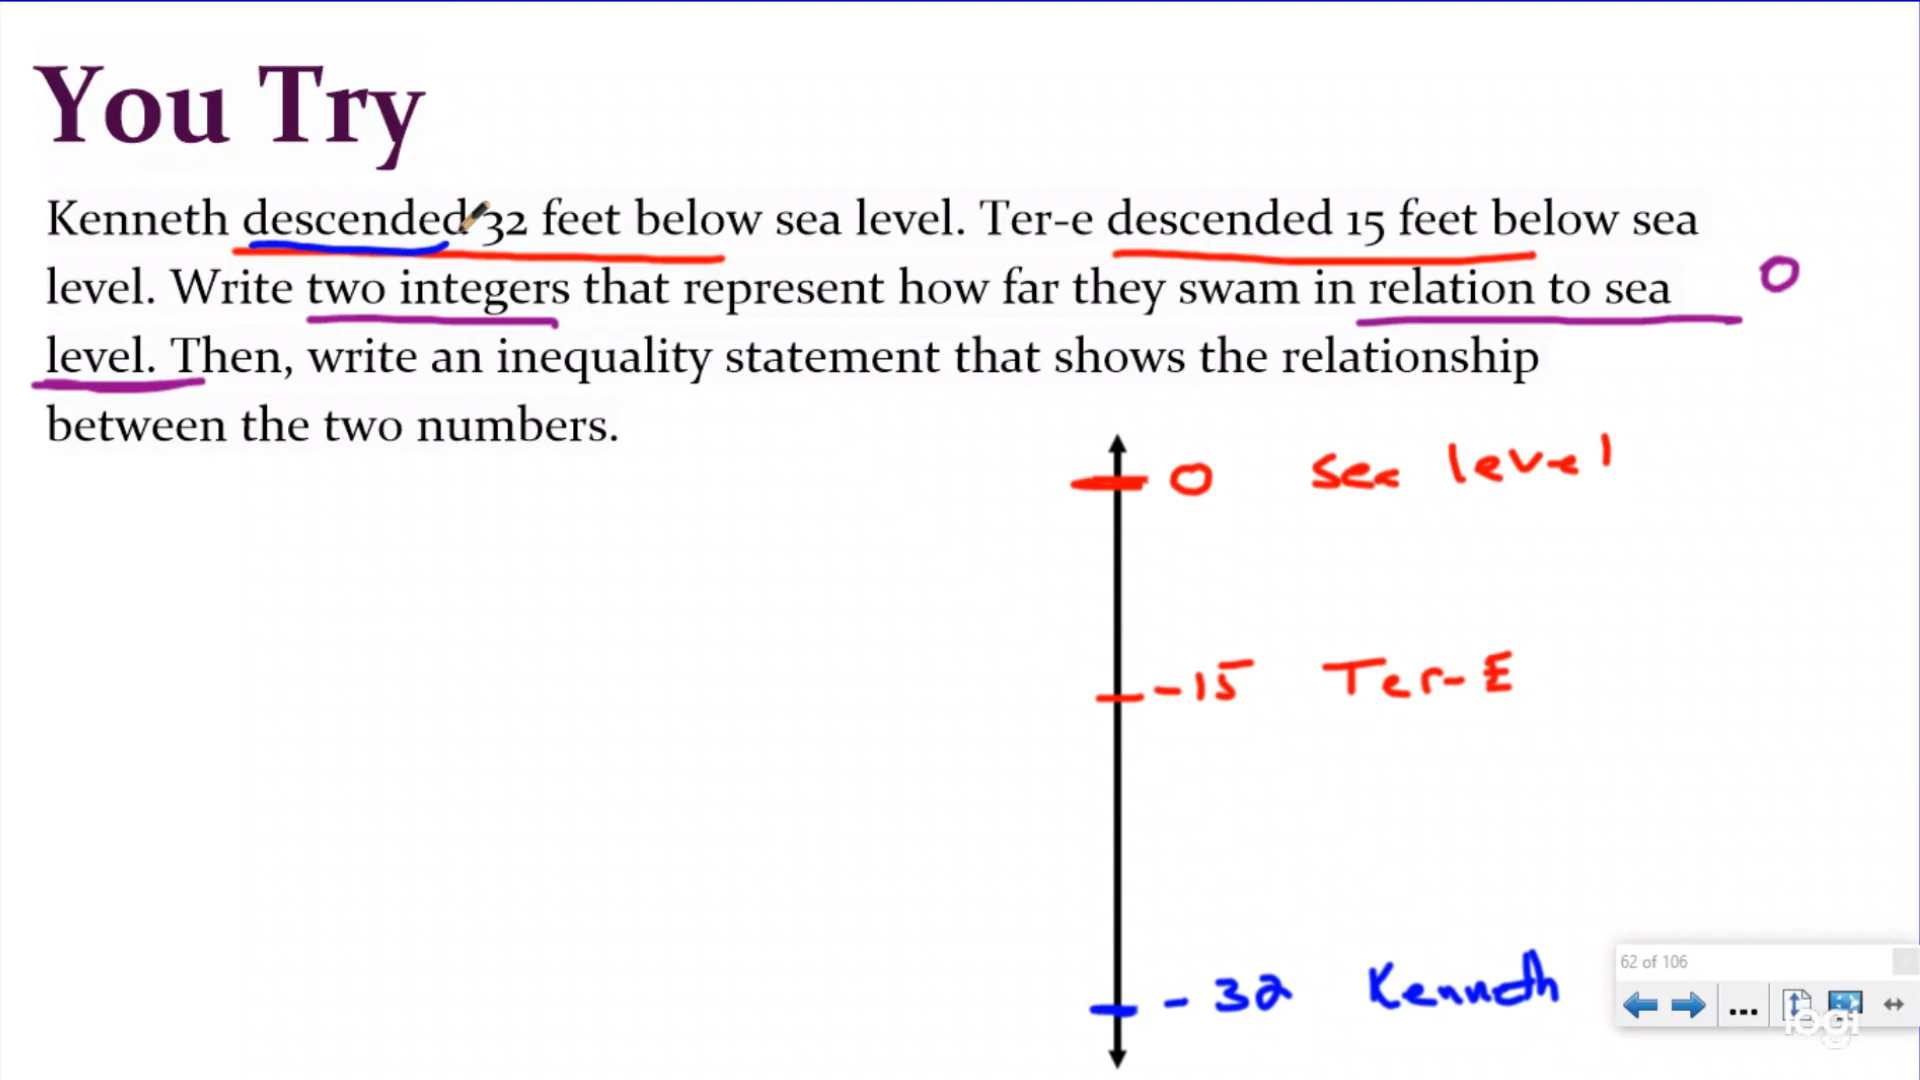 You Try
Kenneth descended 32 feet below sea level. Ter-e descended 15 feet below sea
level. Write two integers that represent how far they swam in relation to sea
level. Then, write an inequality statement that shows the relationship
between the two numbers.
0
0 sea level
-15 Ter-E
-32 Kenneth
62 of 106
...
logi